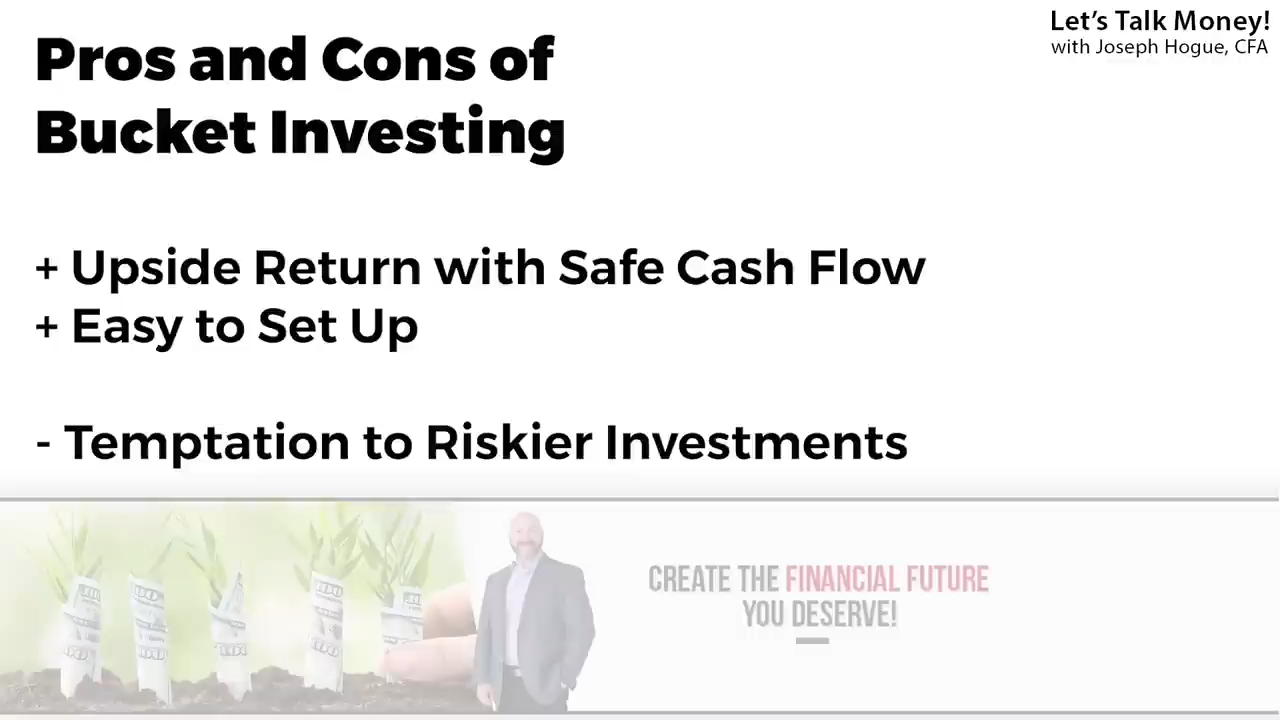 Let's Talk Money!
with Joseph Hogue, CFA
Pros and Cons of
Bucket Investing
+ Upside Return with Safe Cash Flow
+ Easy to Set Up
- Temptation to Riskier Investments
CREATE THE FINANCIAL FUTURE
YOU DESERVE!